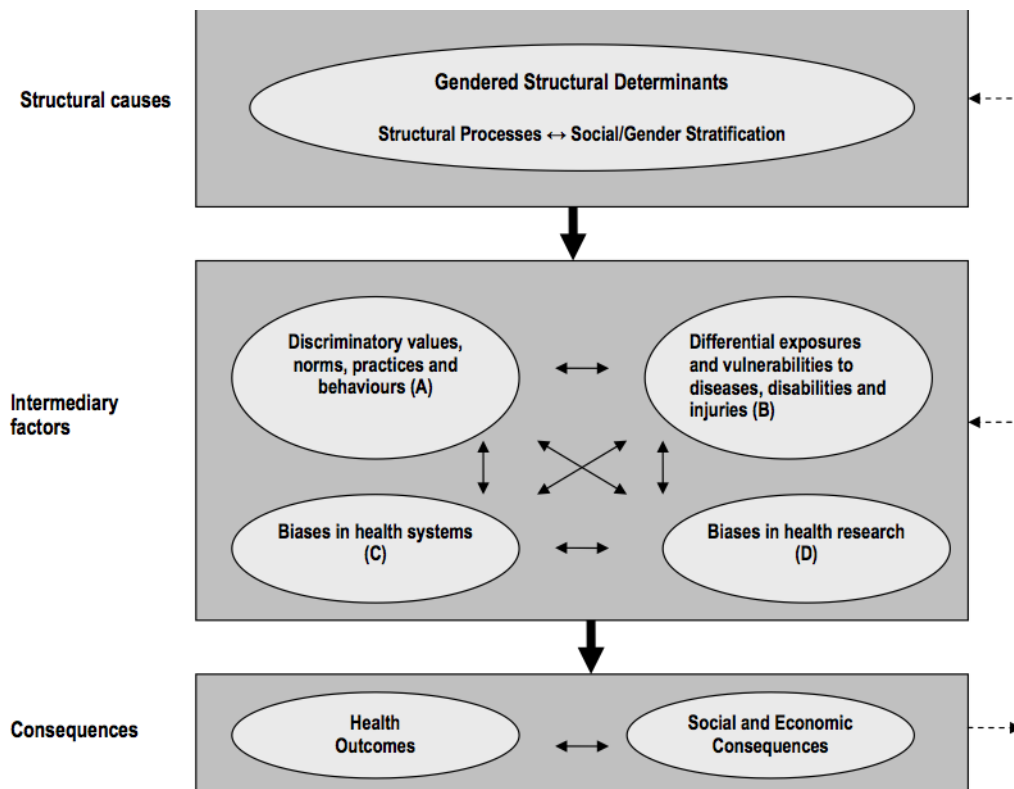 Structural causes
Gendered Structural Determinants
Structural Processes ↔ Social/Gender Stratification
Intermediary
factors
Discriminatory values,
norms, practices and
behaviours (A)
Differential exposures
and vulnerabilities to
diseases, disabilities and
injuries (B)
Biases in health systems
(C)
Biases in health research
(D)
Consequences
Health
Outcomes
Social and Economic
Consequences